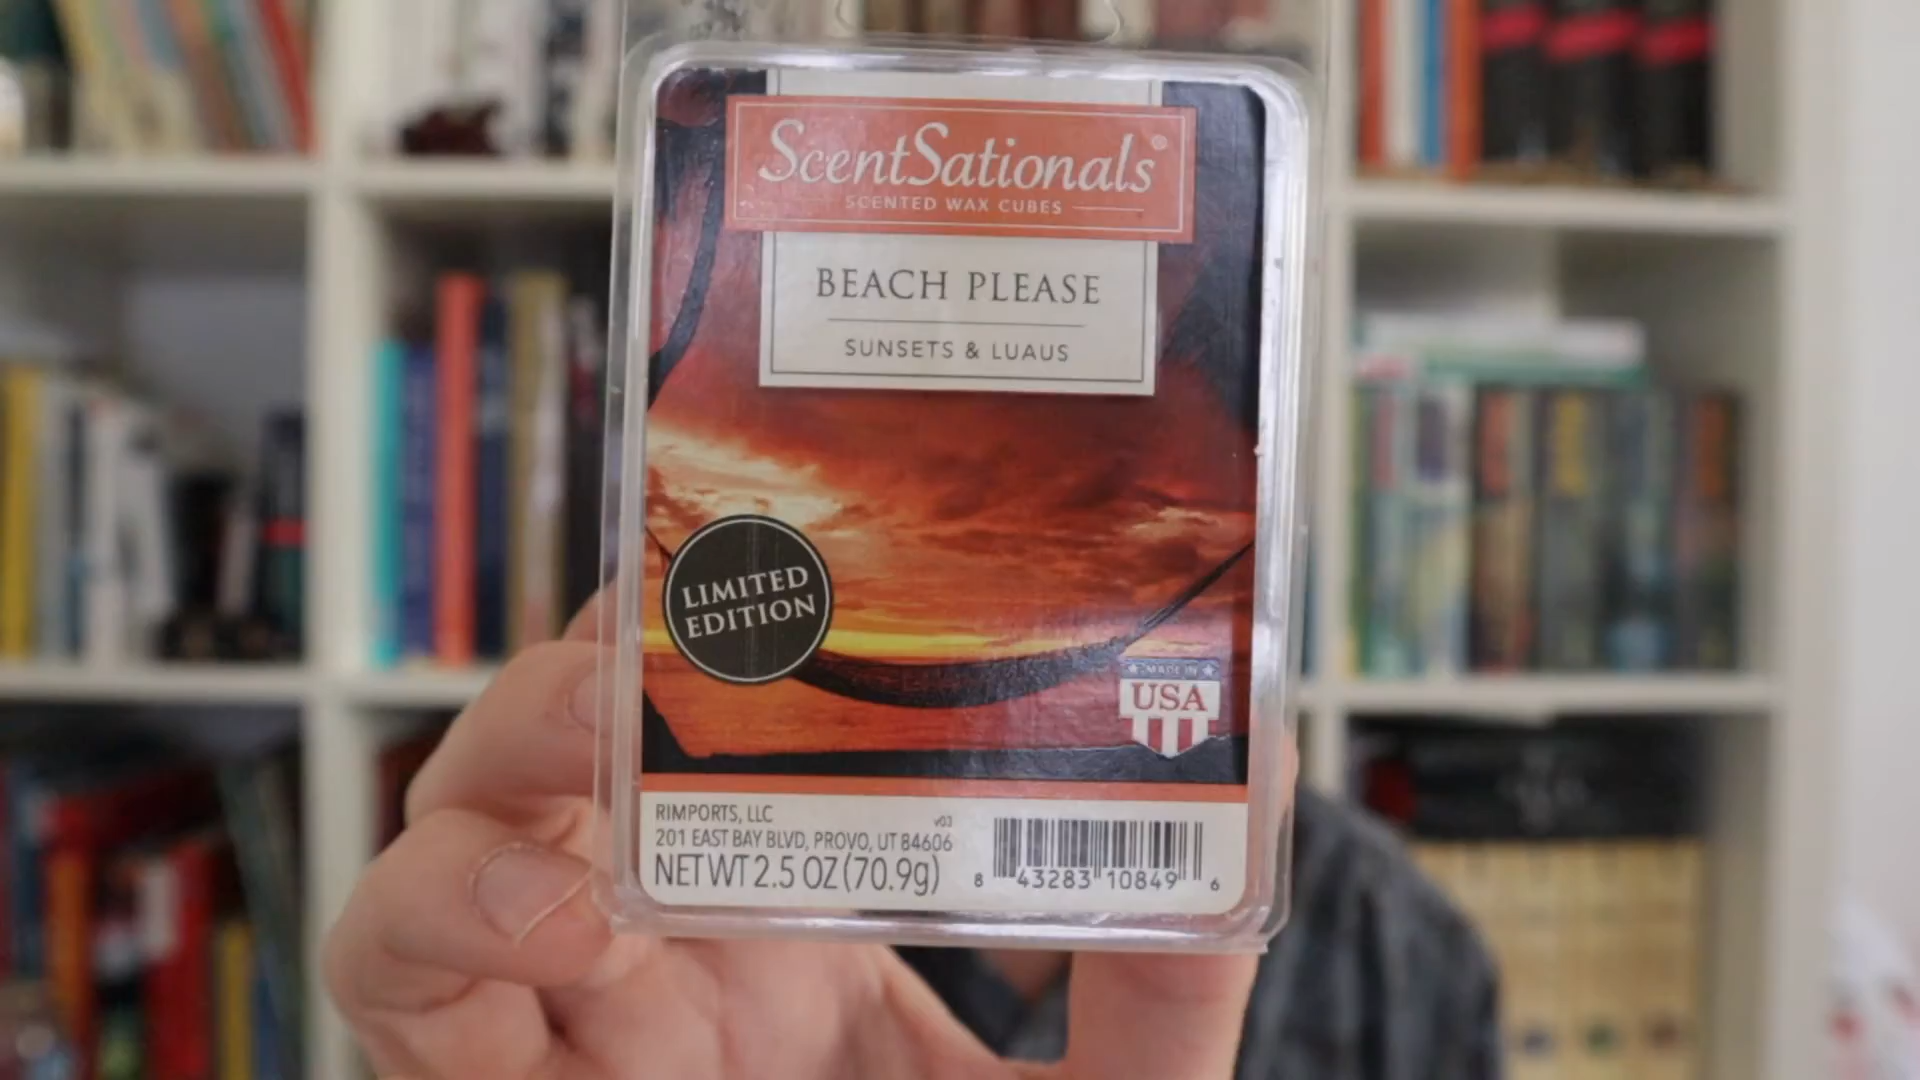 ScentSationals®
SCENTED WAX CUBES
BEACH PLEASE
SUNSETS & LUAUS
LIMITED
EDITION
MADE IN
USA
RIMPORTS, LLC
v03
201 EAST BAY BLVD, PROVO, UT 84606
NET WT 2.5 OZ (70.9g)
8 43283 10849 6